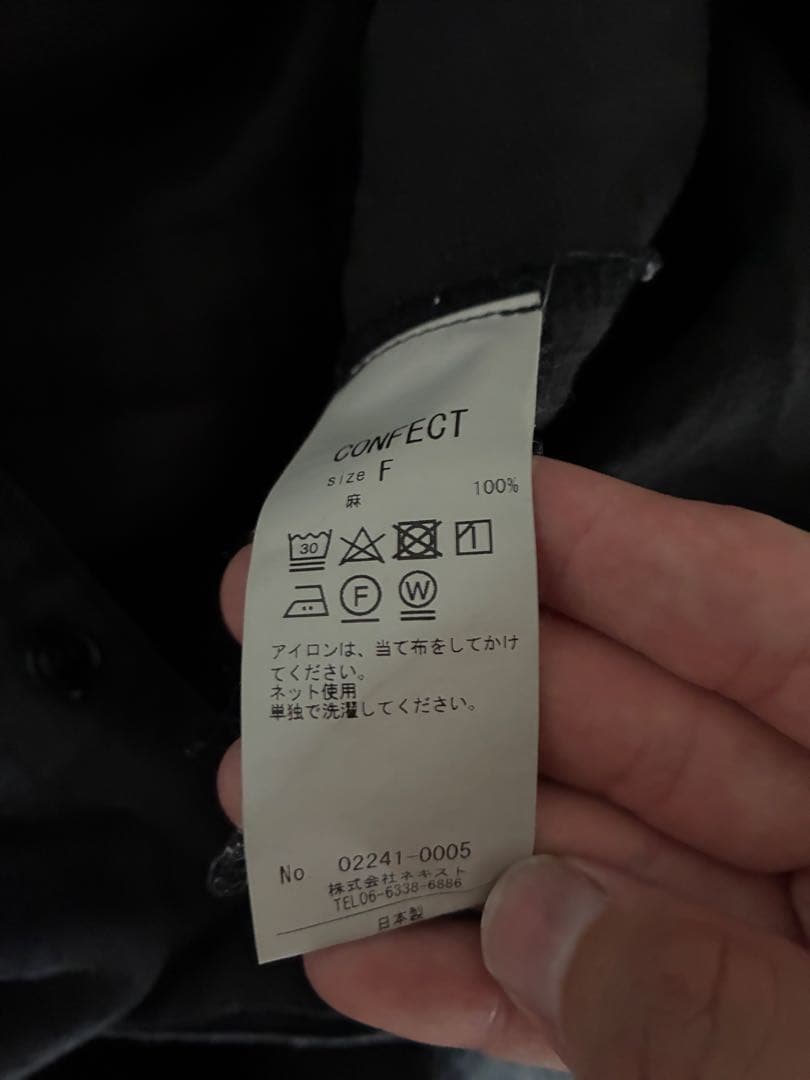 CONFECT
size F
麻 100%
30
F W
アイロンは、当て布をしてかけ
てください。
ネット使用
単独で洗濯してください。
No 02241-0005
株式会社ネキスト
TEL06-6338-6886
日本製